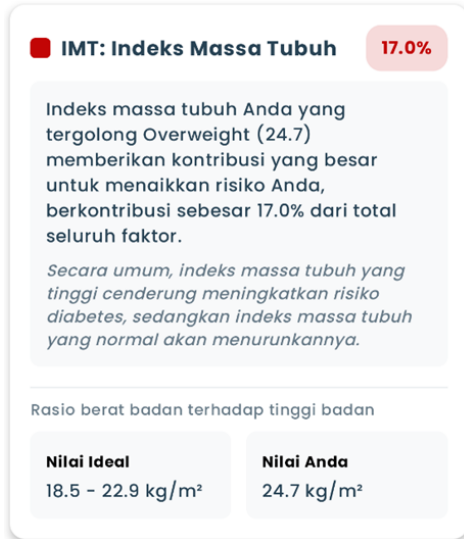 IMT: Indeks Massa Tubuh 17.0%
Indeks massa tubuh Anda yang
tergolong Overweight (24.7)
memberikan kontribusi yang besar
untuk menaikkan risiko Anda,
berkontribusi sebesar 17.0% dari total
seluruh faktor.
Secara umum, indeks massa tubuh yang
tinggi cenderung meningkatkan risiko
diabetes, sedangkan indeks massa tubuh
yang normal akan menurunkannya.
Rasio berat badan terhadap tinggi badan
Nilai Ideal
18.5 - 22.9 kg/m²
Nilai Anda
24.7 kg/m²